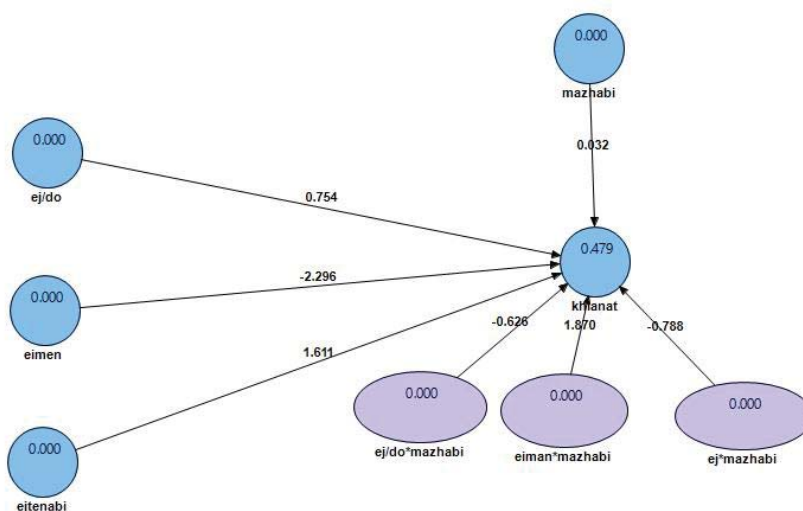 0.000
mazhabi
0.032
0.000
ej/do
0.754
0.479
khianat
0.000
eimen
-2.296
-0.626
1.870
-0.788
1.611
0.000
ej/do*mazhabi
0.000
eiman*mazhabi
0.000
ej*mazhabi
0.000
eitenabi